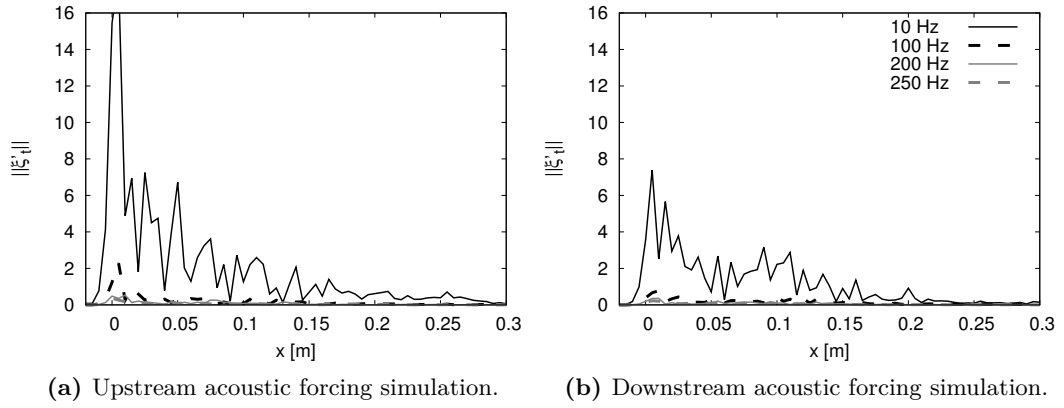 16
14
12
10
8
6
4
2
0
||ξ't||
0 0.05 0.1 0.15 0.2 0.25 0.3
x [m]
(a) Upstream acoustic forcing simulation.
16
14
12
10
8
6
4
2
0
||ξ't||
10 Hz
100 Hz
200 Hz
250 Hz
0 0.05 0.1 0.15 0.2 0.25 0.3
x [m]
(b) Downstream acoustic forcing simulation.